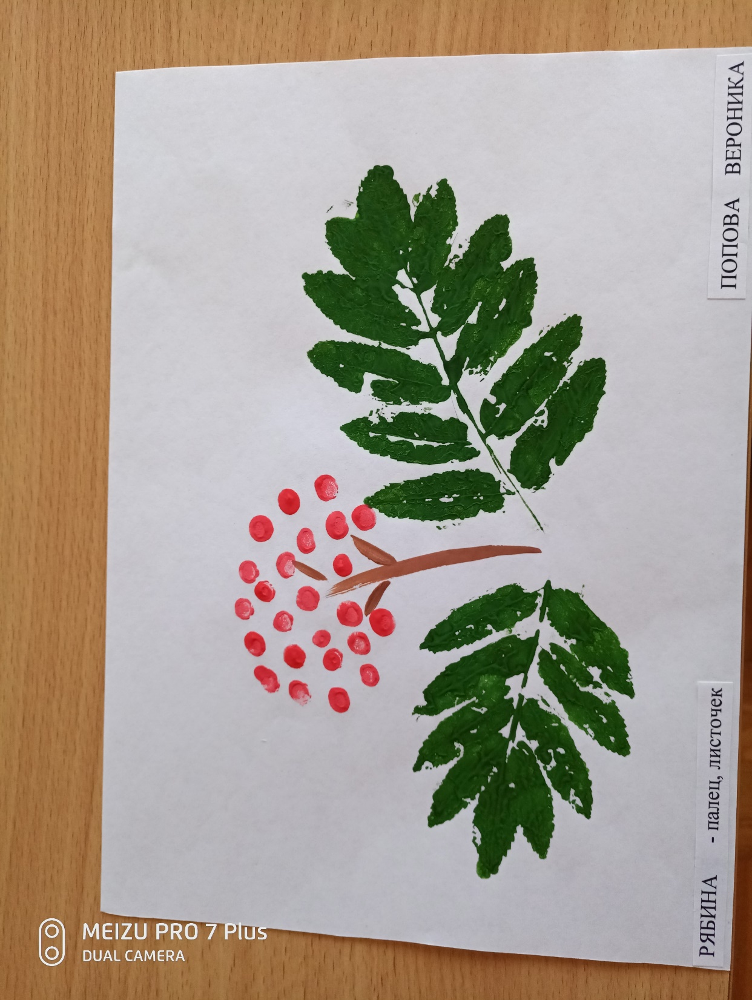 РЯБИНА - палец, листочек
ПОПОВА ВЕРОНИКА
MEIZU PRO 7 Plus
DUAL CAMERA